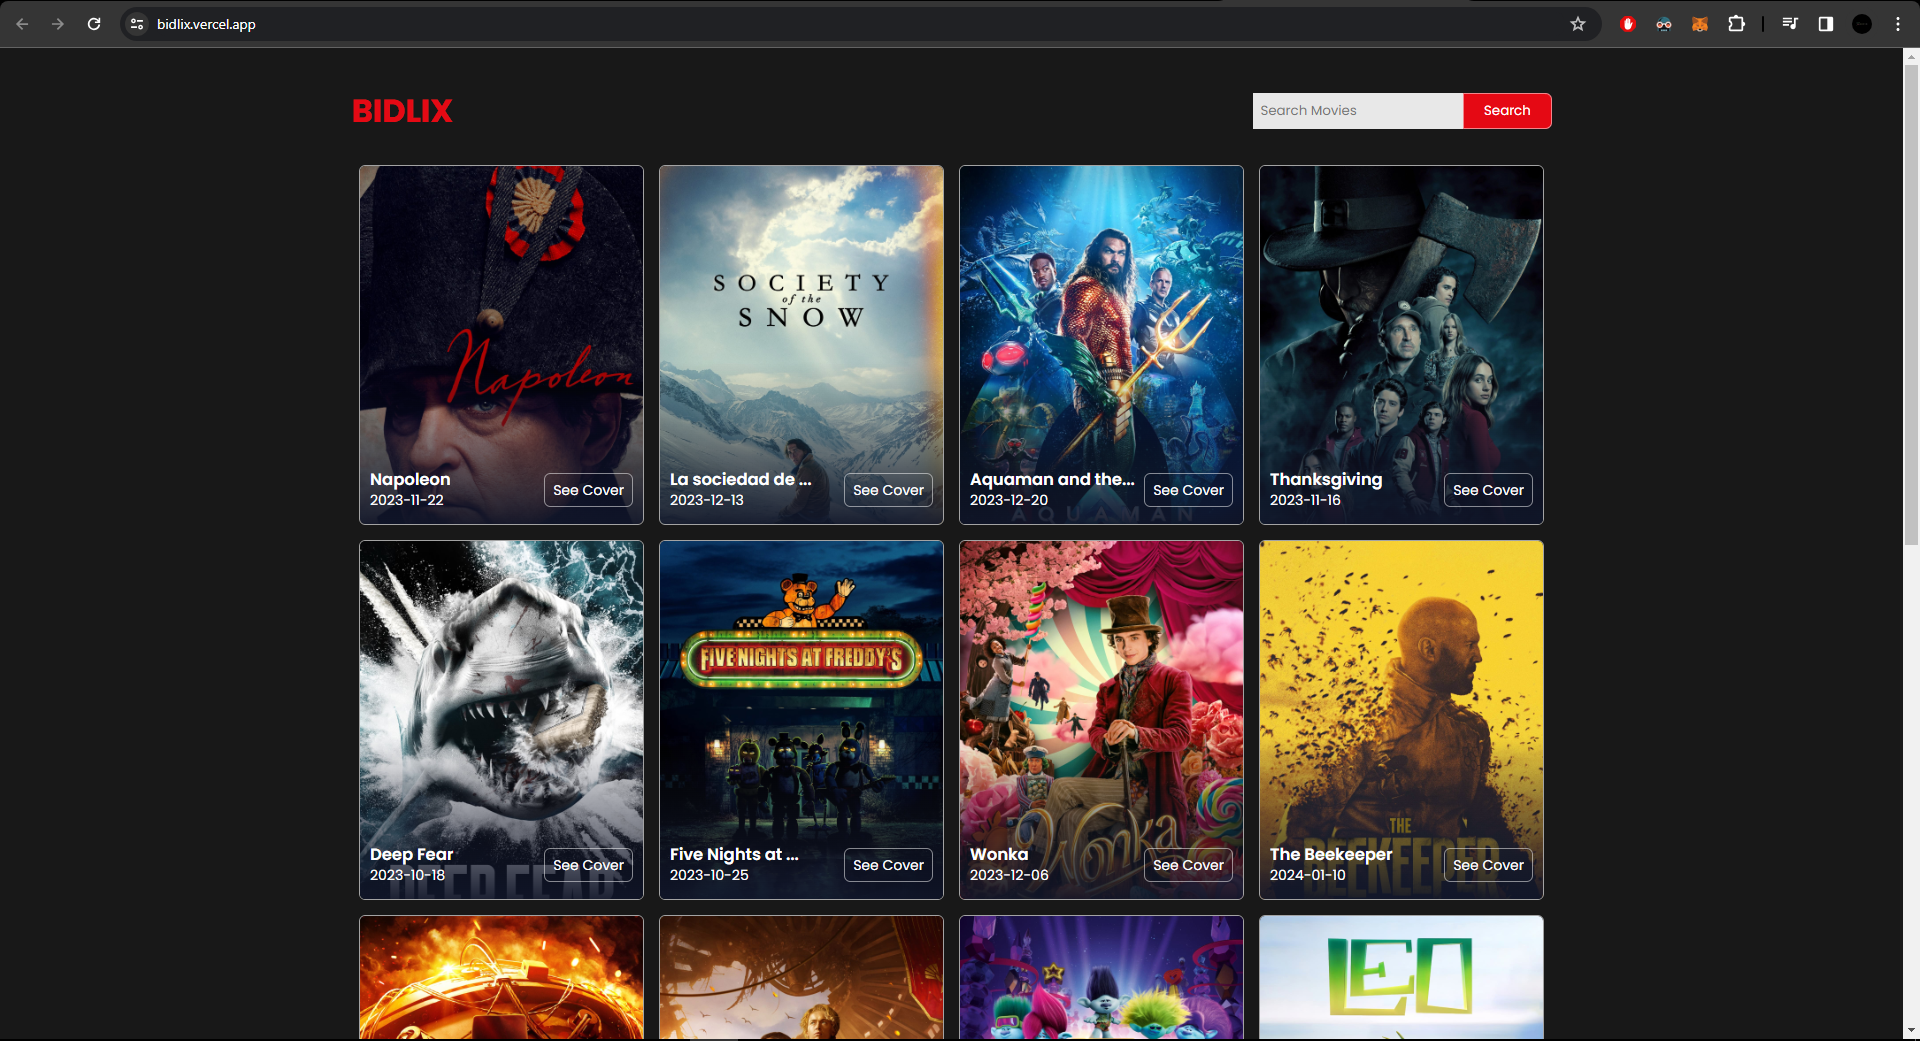 bidlix.vercel.app
BIDLIX
Search Movies
Search
Napoleon
Napoleon
2023-11-22
See Cover
SOCIETY
of the
SNOW
La sociedad de ...
2023-12-13
See Cover
AQUAMAN
Aquaman and the...
2023-12-20
See Cover
Thanksgiving
2023-11-16
See Cover
DEEP FEAR
Deep Fear
2023-10-18
See Cover
FIVE NIGHTS AT FREDDY'S
Five Nights at ...
2023-10-25
See Cover
Wonka
Wonka
2023-12-06
See Cover
THE
BEEKEEPER
The Beekeeper
2024-01-10
See Cover
LEO